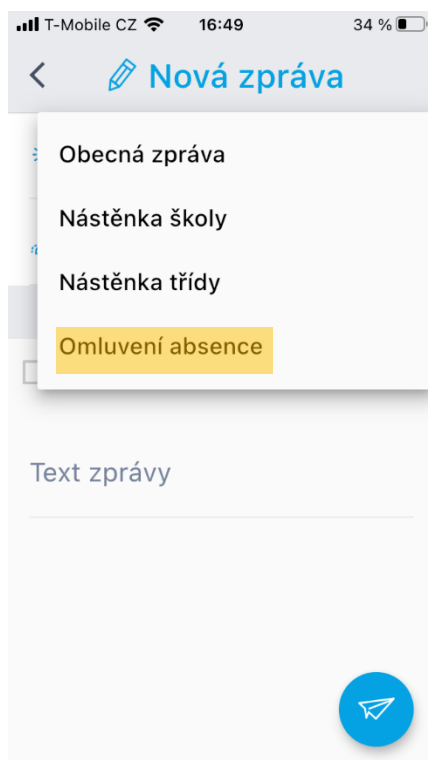 T-Mobile CZ 16:49 34 %
Nová zpráva
Obecná zpráva
Nástěnka školy
Nástěnka třídy
Omluvení absence
Text zprávy